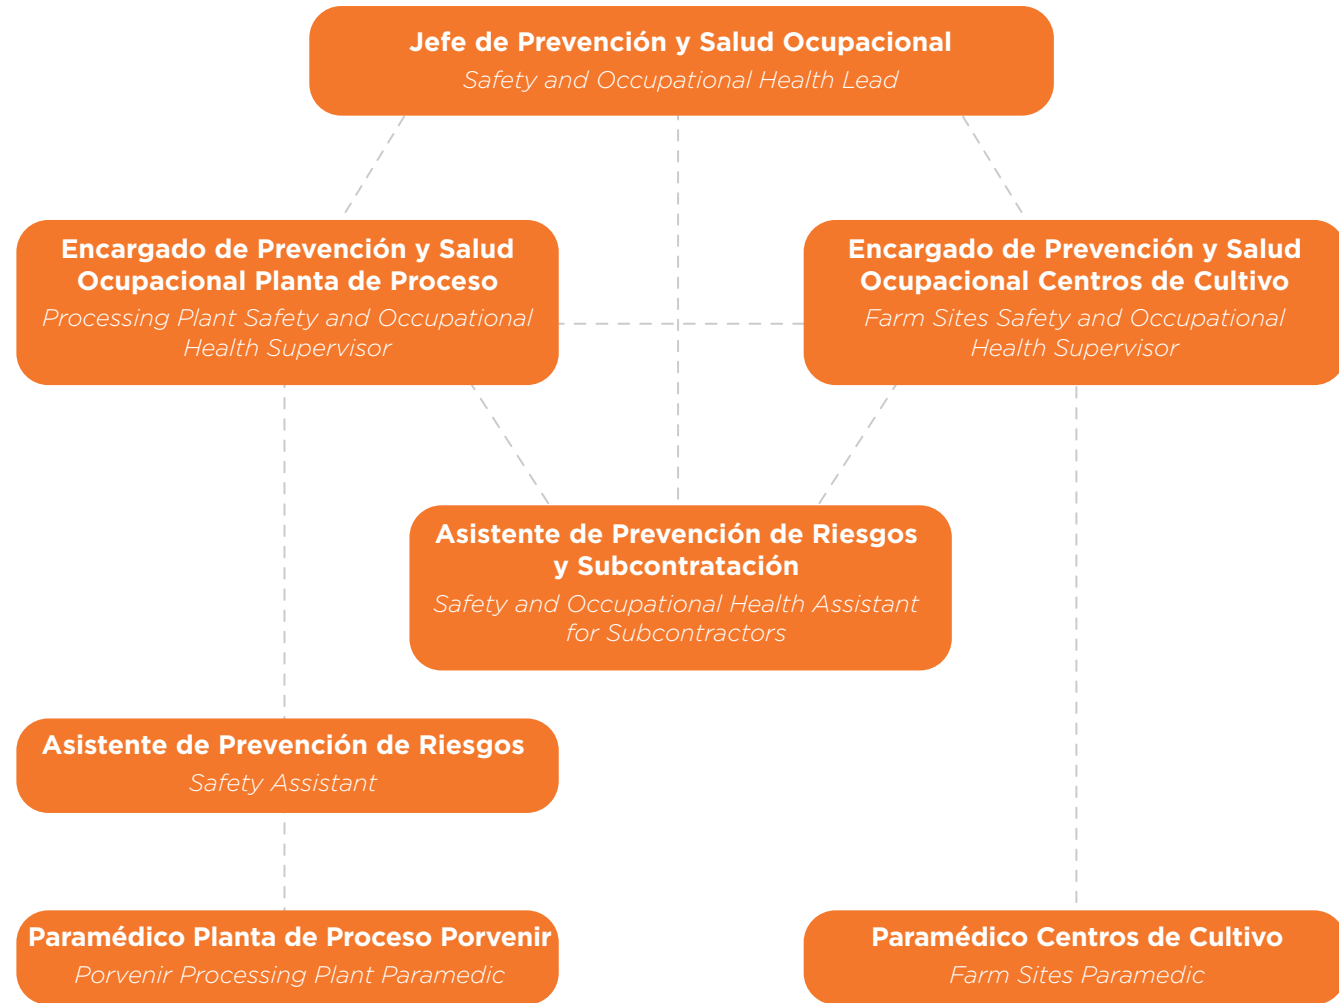 Jefe de Prevención y Salud Ocupacional
Safety and Occupational Health Lead
Encargado de Prevención y Salud
Ocupacional Planta de Proceso
Processing Plant Safety and Occupational
Health Supervisor
Encargado de Prevención y Salud
Ocupacional Centros de Cultivo
Farm Sites Safety and Occupational
Health Supervisor
Asistente de Prevención de Riesgos
y Subcontratación
Safety and Occupational Health Assistant
for Subcontractors
Asistente de Prevención de Riesgos
Safety Assistant
Paramédico Planta de Proceso Porvenir
Porvenir Processing Plant Paramedic
Paramédico Centros de Cultivo
Farm Sites Paramedic